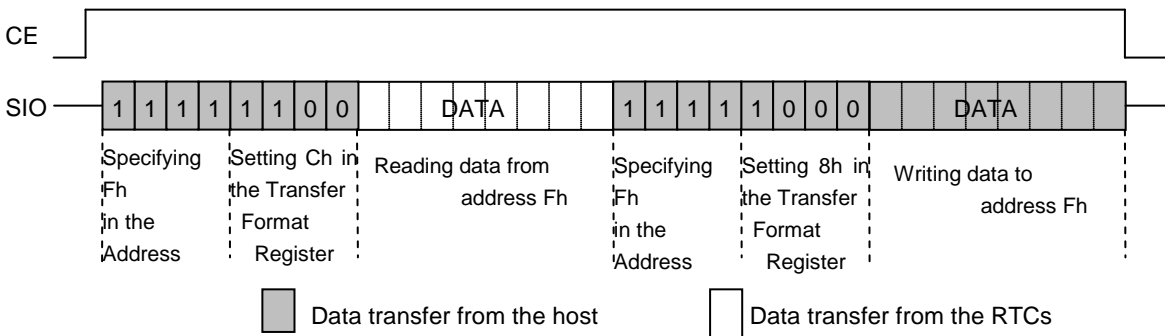 CE
SIO 1 1 1 1 1 1 0 0 DATA 1 1 1 1 1 0 0 0 DATA
Specifying Fh in the Address
Setting Ch in the Transfer Format Register
Reading data from address Fh
Specifying Fh in the Address
Setting 8h in the Transfer Format Register
Writing data to address Fh
Data transfer from the host
Data transfer from the RTCs